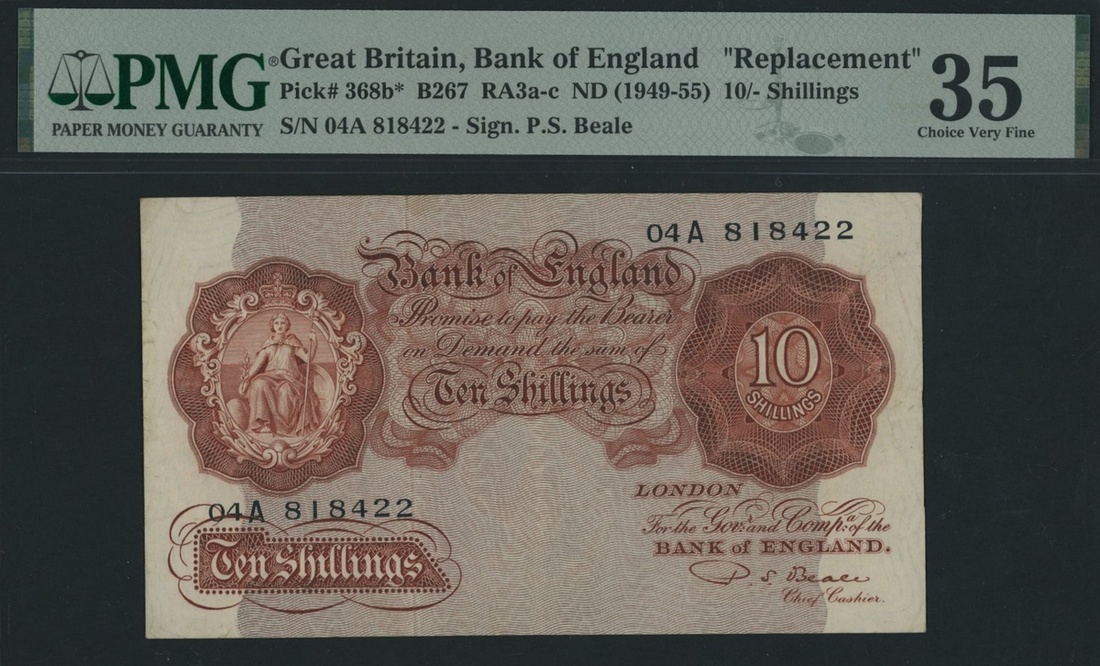 PMG® Great Britain, Bank of England "Replacement" 35
Pick# 368b* B267 RA3a-c ND (1949-55) 10/- Shillings
PAPER MONEY GUARANTY S/N 04A 818422 - Sign. P.S. Beale Choice Very Fine
04A 818422
Bank of England
Promise to pay the Bearer
on Demand the sum of
Ten Shillings
10
SHILLINGS
04A 818422
Ten Shillings
LONDON
For the Govr. and Compa. of the
BANK of ENGLAND.
P. S. Beale
Chief Cashier.